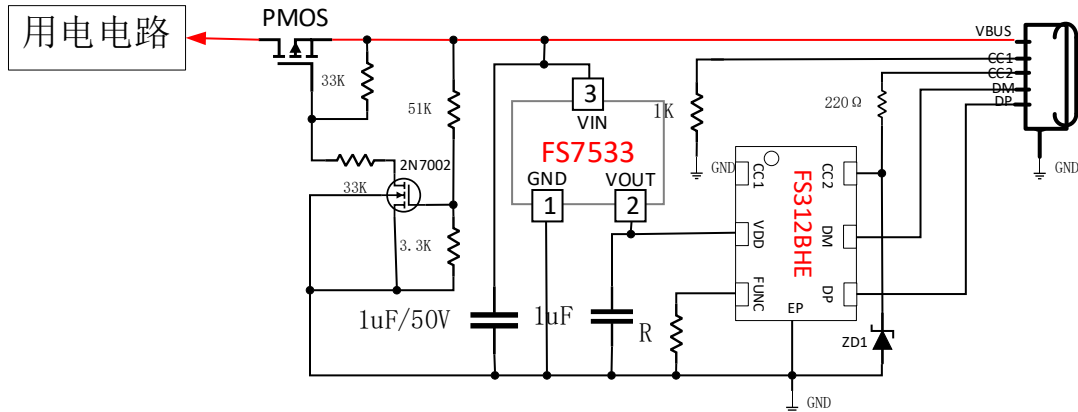 用电电路
PMOS
33K
51K
33K
2N7002
3.3K
1uF/50V
3
VIN
FS7533
GND
VOUT
1
2
1uF
R
1K
GND
CC1
VDD
FUNC
FS312BHE
CC2
DM
DP
EP
220Ω
ZD1
GND
VBUS
CC1
CC2
DM
DP
GND